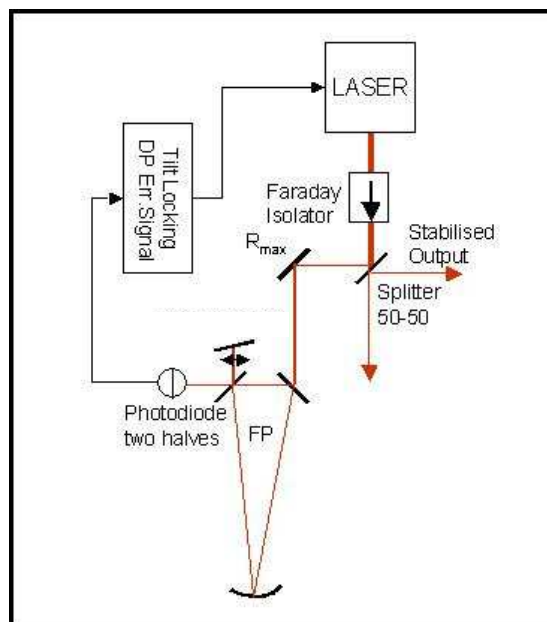 LASER
Tilt Locking
DP Err.Signal
Faraday
Isolator
Rmax
Stabilised
Output
Splitter
50-50
Photodiode
two halves
FP